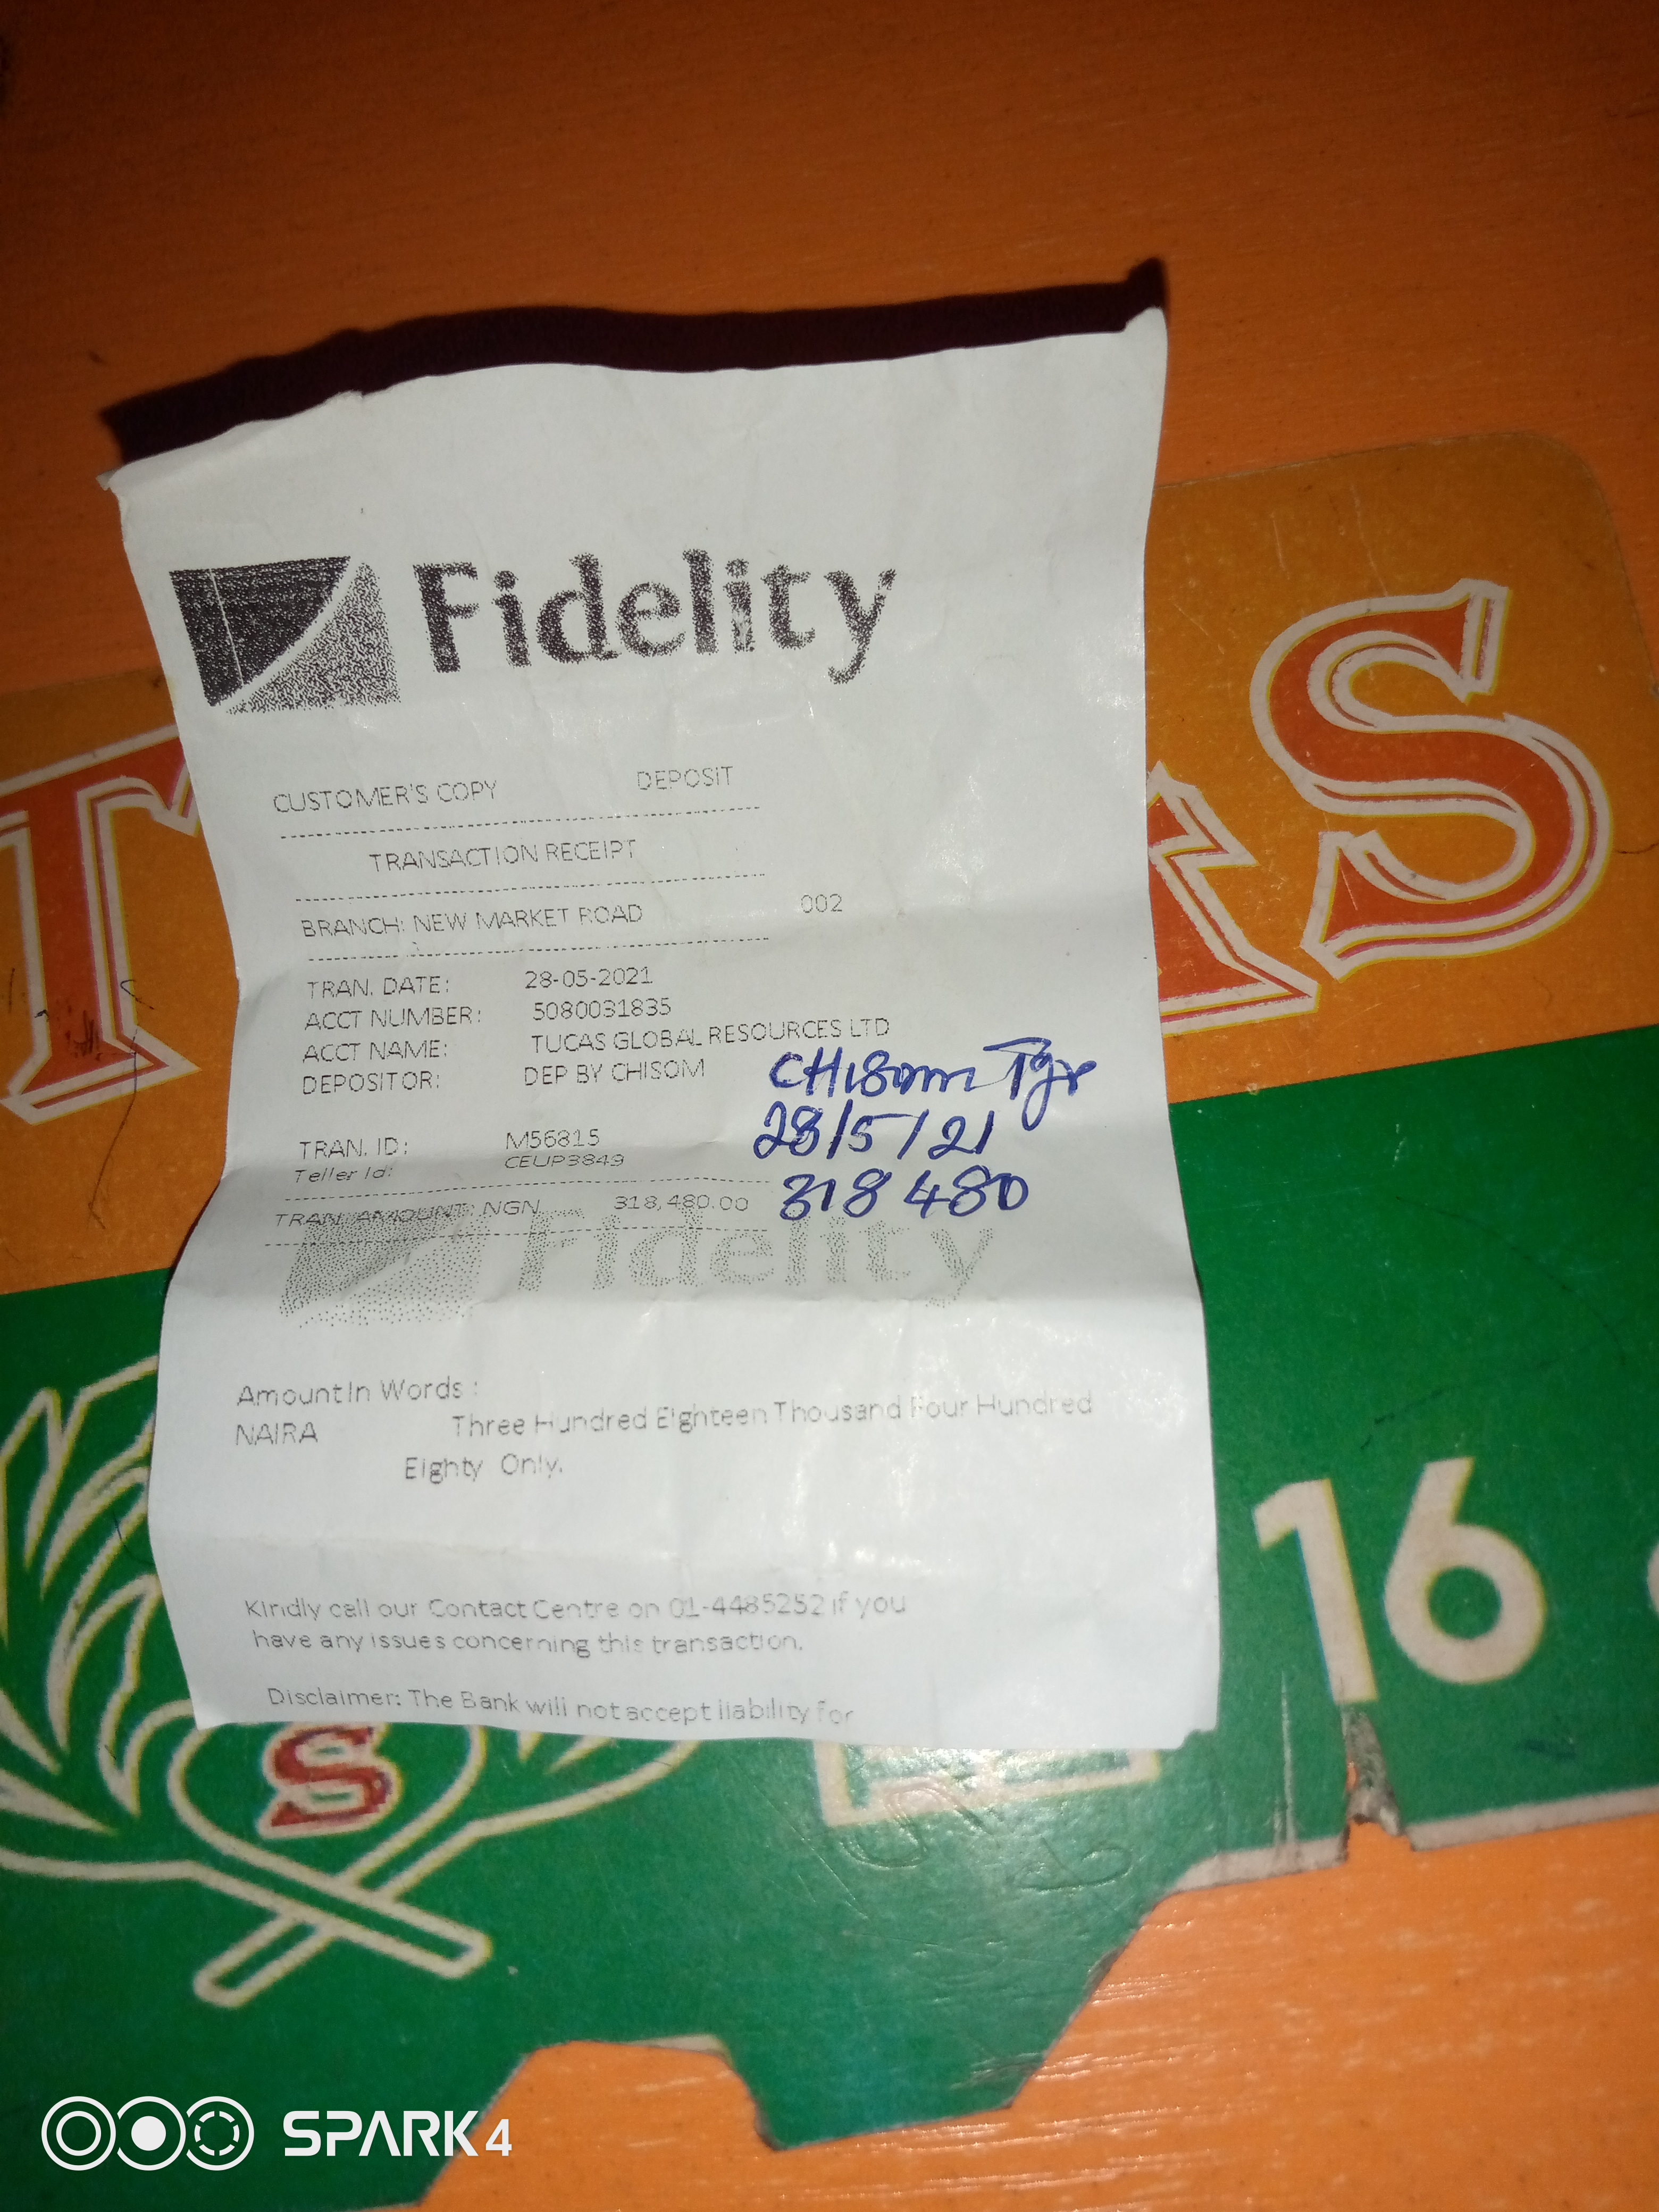 Fidelity
CUSTOMER'S COPY DEPOSIT
TRANSACTION RECEIPT
BRANCH: NEW MARKET ROAD 002
TRAN. DATE: 28-05-2021
ACCT NUMBER: 5080031835
ACCT NAME: TUCAS GLOBAL RESOURCES LTD
DEPOSITOR: DEP BY CHISOM
CHISom
28/5/21
318 480
TRAN. ID: M56815
Teller Id: CEUP3849
TRAN. AMOUNT: NGN 318,480.00
Fidelity
AmountIn Words :
NAIRA Three Hundred Eighteen Thousand Four Hundred
Eighty Only.
Kindly call our Contact Centre on 01-4485252 if you
have any issues concerning this transaction.
Disclaimer: The Bank will not accept liability for
S
16
S
SPARK 4